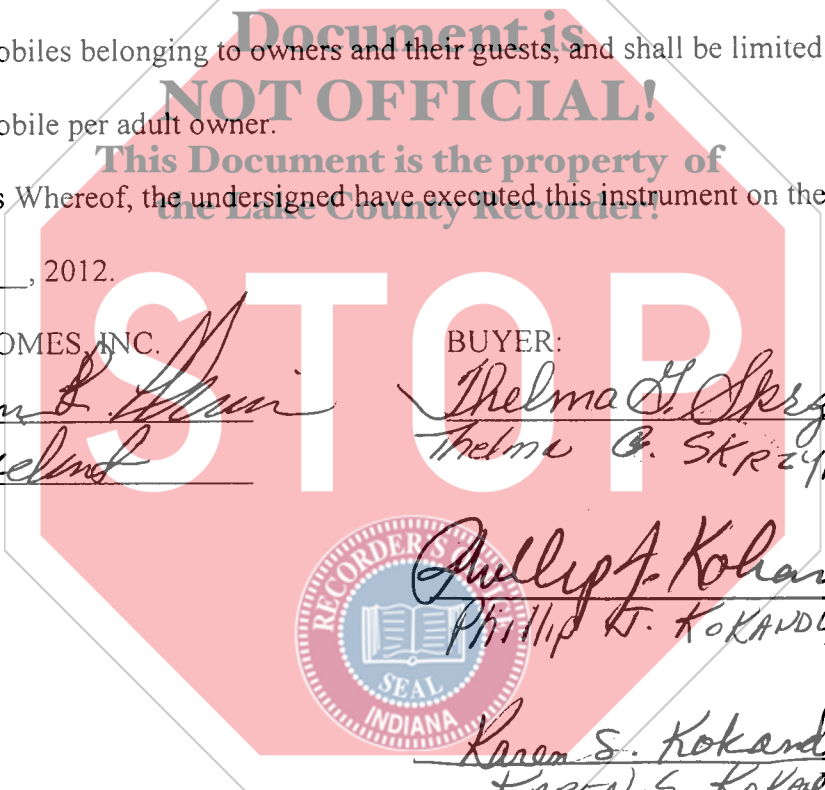 Document is
obiles belonging to owners and their guests, and shall be limited
NOT OFFICIAL!
obile per adult owner.
This Document is the property of
s Whereof, the undersigned have executed this instrument on the
the Lake County Recorder!
, 2012.
STOP
OMES, INC.
BUYER:
Thelma G. Skrzy
Thelma G. SKRZY
Phillip J. Kokan
Phillip J. KOKANDY
RECORDER'S OFFICE
SEAL
INDIANA
Karen S. Kokand
KAREN S. KOKAN